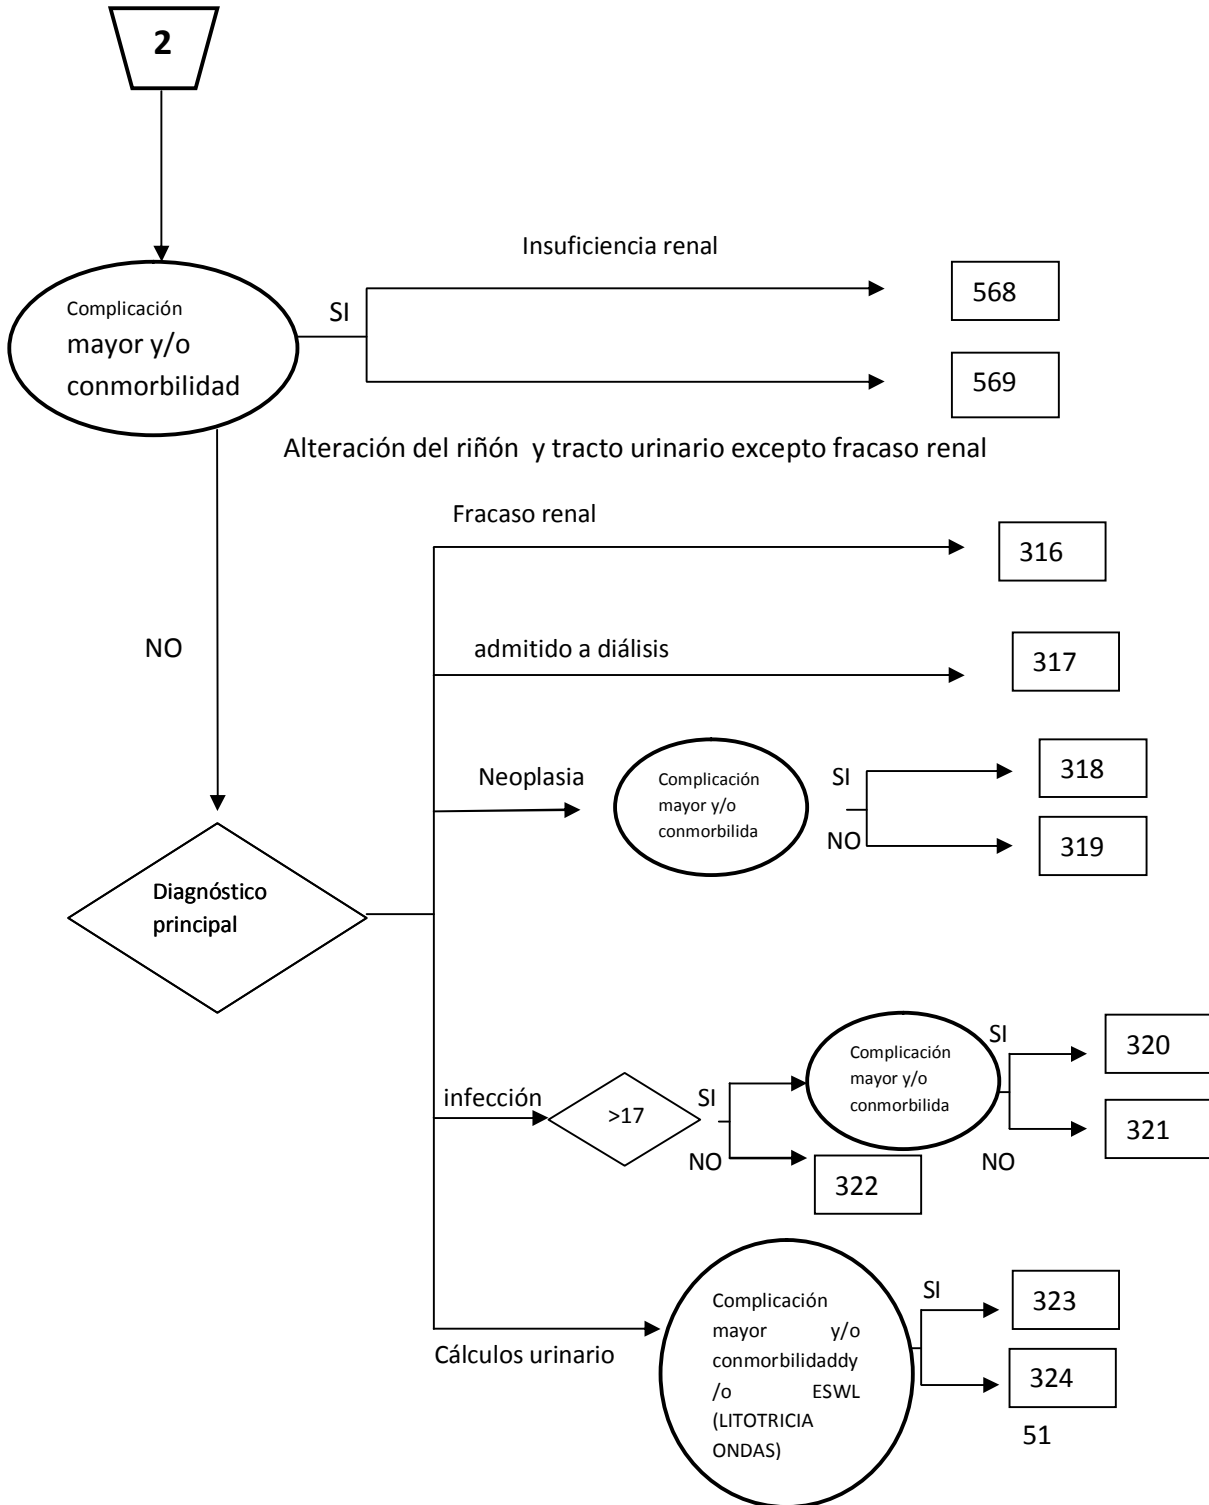 2
Insuficiencia renal
568
Complicación
mayor y/o
conmorbilidad
SI
569
Alteración del riñón y tracto urinario excepto fracaso renal
Fracaso renal
316
NO
admitido a diálisis
317
Neoplasia
Complicación
mayor y/o
conmorbilida
SI
318
NO
319
Diagnóstico
principal
infección
>17
SI
NO
322
Complicación
mayor y/o
conmorbilida
SI
320
NO
321
Cálculos urinario
Complicación
mayor y/o
conmorbilidaddy
/o ESWL
(LITOTRICIA
ONDAS)
SI
323
324
51